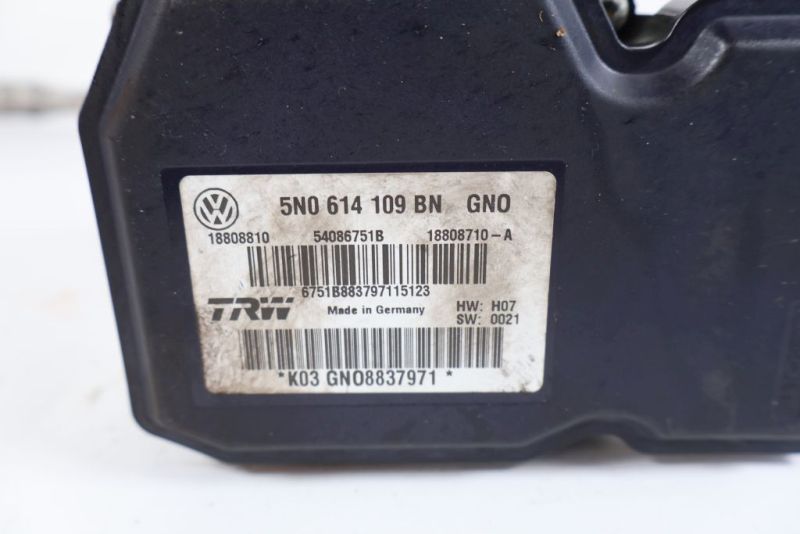 5N0 614 109 BN GNO
18808810 54086751B 18808710-A
6751B883797115123
TRW Made in Germany HW: H07
SW: 0021
*K03 GNO8837971 *